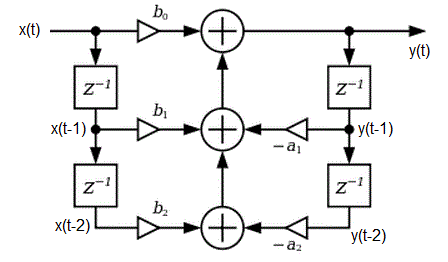 x(t) b₀ y(t)
z⁻¹ z⁻¹
x(t-1) b₁ −a₁ y(t-1)
z⁻¹ z⁻¹
x(t-2) b₂ −a₂ y(t-2)